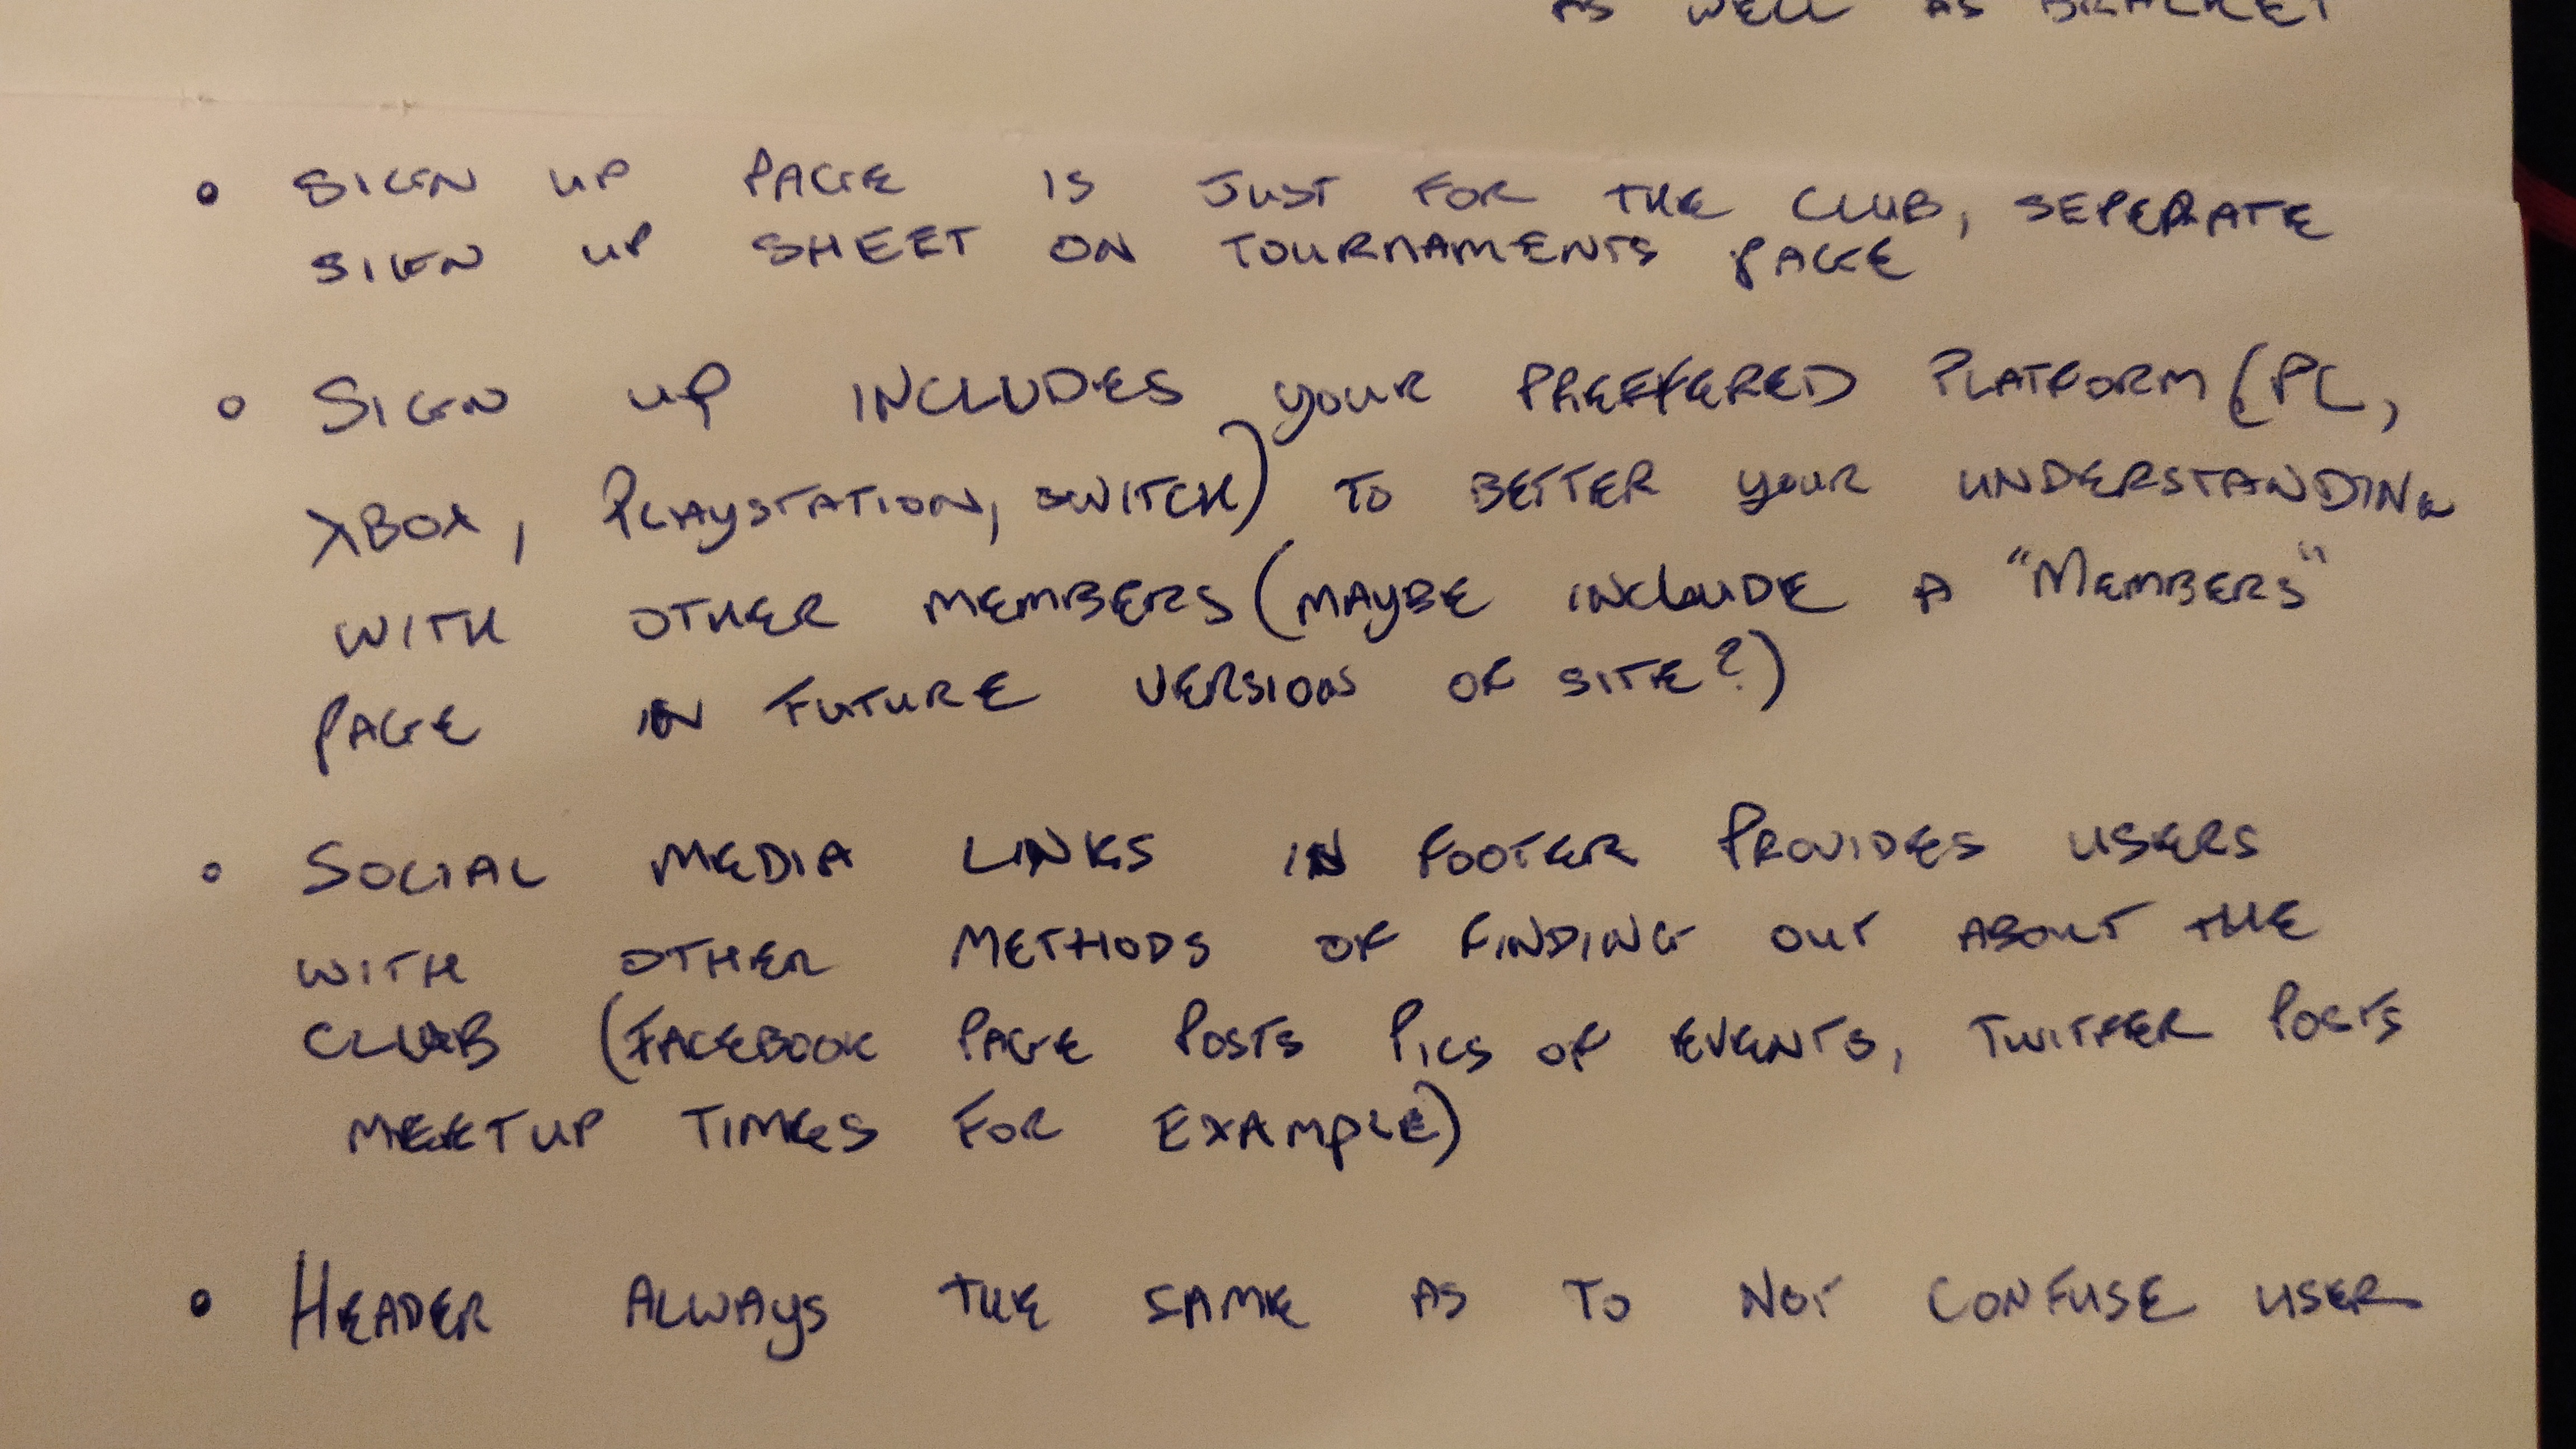 AS WELL AS BRACKET
• SIGN UP PAGE IS JUST FOR THE CLUB, SEPERATE
SIGN UP SHEET ON TOURNAMENTS PAGE
• SIGN UP INCLUDES YOUR PREFFERED PLATFORM (PC,
XBOX, PLAYSTATION, SWITCH) TO BETTER YOUR UNDERSTANDING
WITH OTHER MEMBERS (MAYBE INCLUDE A "MEMBERS"
PAGE IN FUTURE VERSIONS OF SITE?)
• SOCIAL MEDIA LINKS IN FOOTER PROVIDES USERS
WITH OTHER METHODS OF FINDING OUT ABOUT THE
CLUB (FACEBOOK PAGE POSTS PICS OF EVENTS, TWITTER POSTS
MEETUP TIMES FOR EXAMPLE)
• HEADER ALWAYS THE SAME AS TO NOT CONFUSE USER